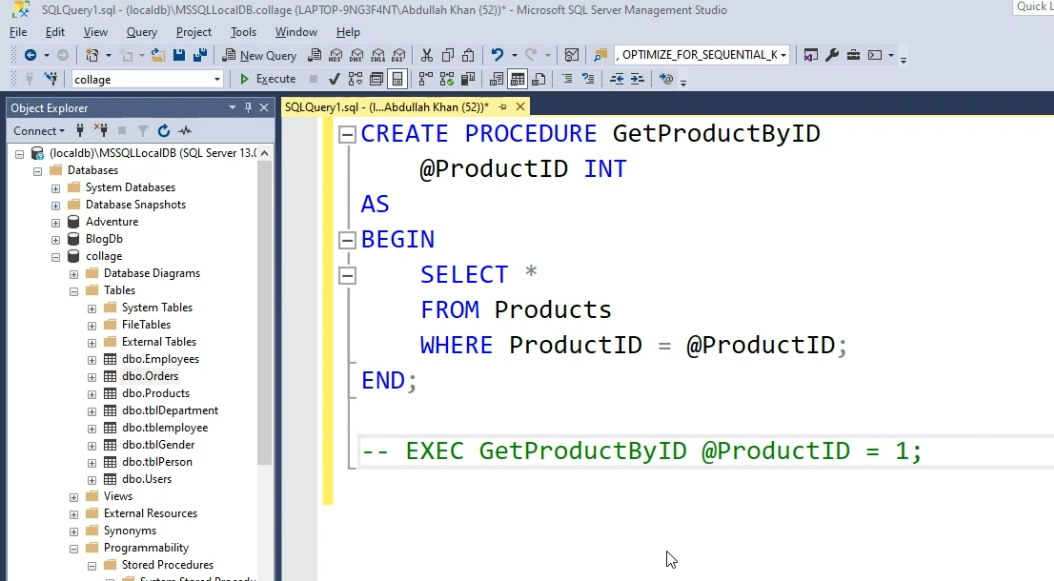 SQLQuery1.sql - (localdb)\MSSQLLocalDB.collage (LAPTOP-9NG3F4NT\Abdullah Khan (52))* - Microsoft SQL Server Management Studio
Quick L
File Edit View Query Project Tools Window Help
New Query
MDX DMX XMLA DAX
, OPTIMIZE_FOR_SEQUENTIAL_K
collage
Execute
Object Explorer
SQLQuery1.sql - (l...Abdullah Khan (52))*
Connect
(localdb)\MSSQLLocalDB (SQL Server 13.0
Databases
System Databases
Database Snapshots
Adventure
BlogDb
collage
Database Diagrams
Tables
System Tables
FileTables
External Tables
dbo.Employees
dbo.Orders
dbo.Products
dbo.tblDepartment
dbo.tblemployee
dbo.tblGender
dbo.tblPerson
dbo.Users
Views
External Resources
Synonyms
Programmability
Stored Procedures
CREATE PROCEDURE GetProductByID
@ProductID INT
AS
BEGIN
SELECT *
FROM Products
WHERE ProductID = @ProductID;
END;
-- EXEC GetProductByID @ProductID = 1;